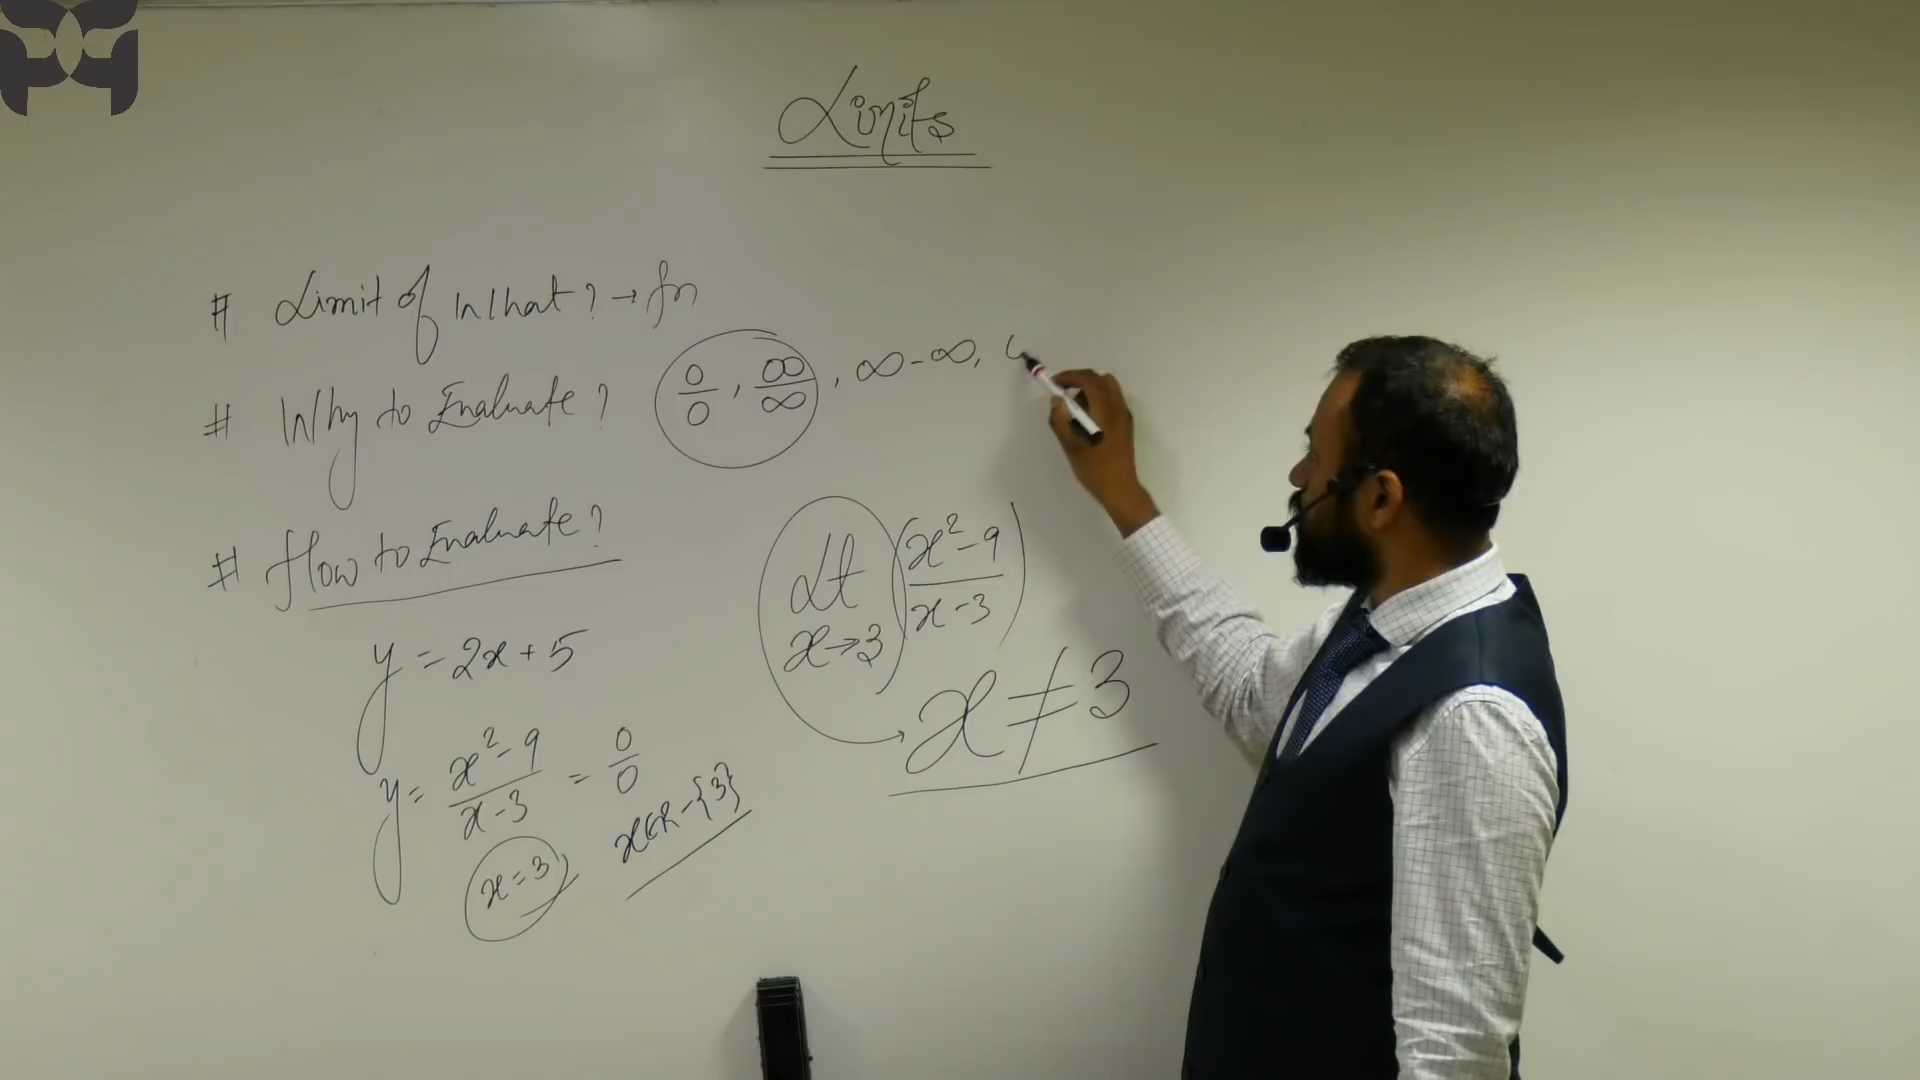 Limits
# Limit of What? → fn
# Why to Evaluate? 0/0, ∞/∞, ∞-∞,
# How to Evaluate?
Lt x→3 (x²-9/x-3)
x≠3
y = 2x+5
y = x²-9/x-3 = 0/0
x=3
x∈R-{3}